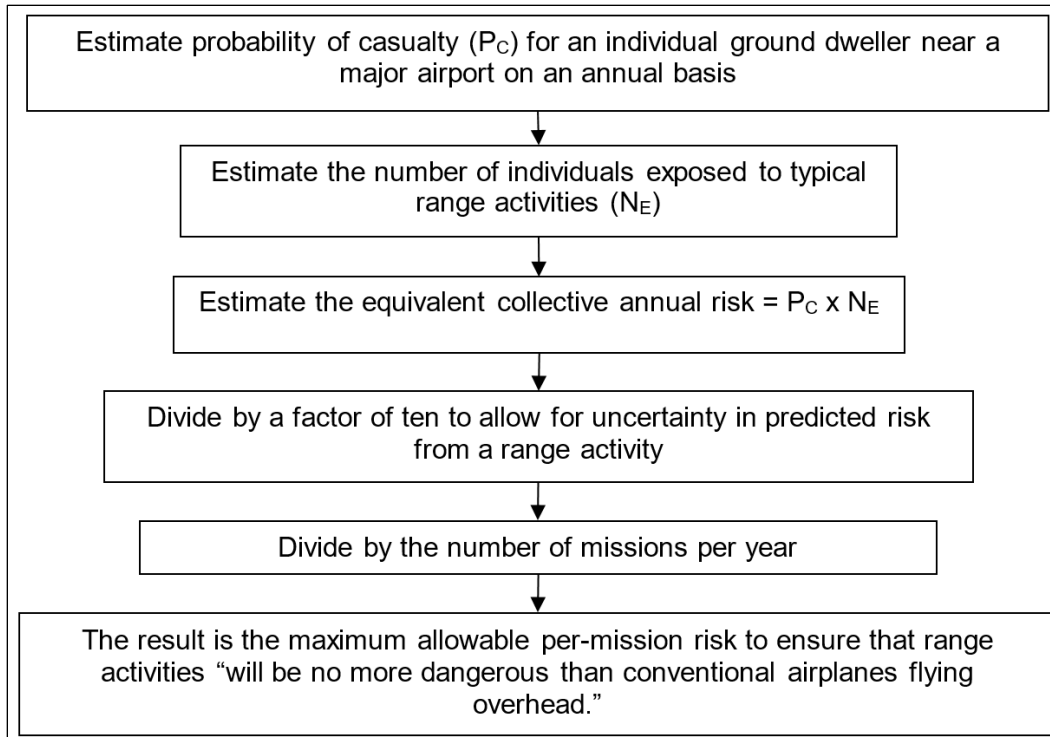 Estimate probability of casualty (PC) for an individual ground dweller near a
major airport on an annual basis
Estimate the number of individuals exposed to typical
range activities (NE)
Estimate the equivalent collective annual risk = PC x NE
Divide by a factor of ten to allow for uncertainty in predicted risk
from a range activity
Divide by the number of missions per year
The result is the maximum allowable per-mission risk to ensure that range
activities “will be no more dangerous than conventional airplanes flying
overhead.”